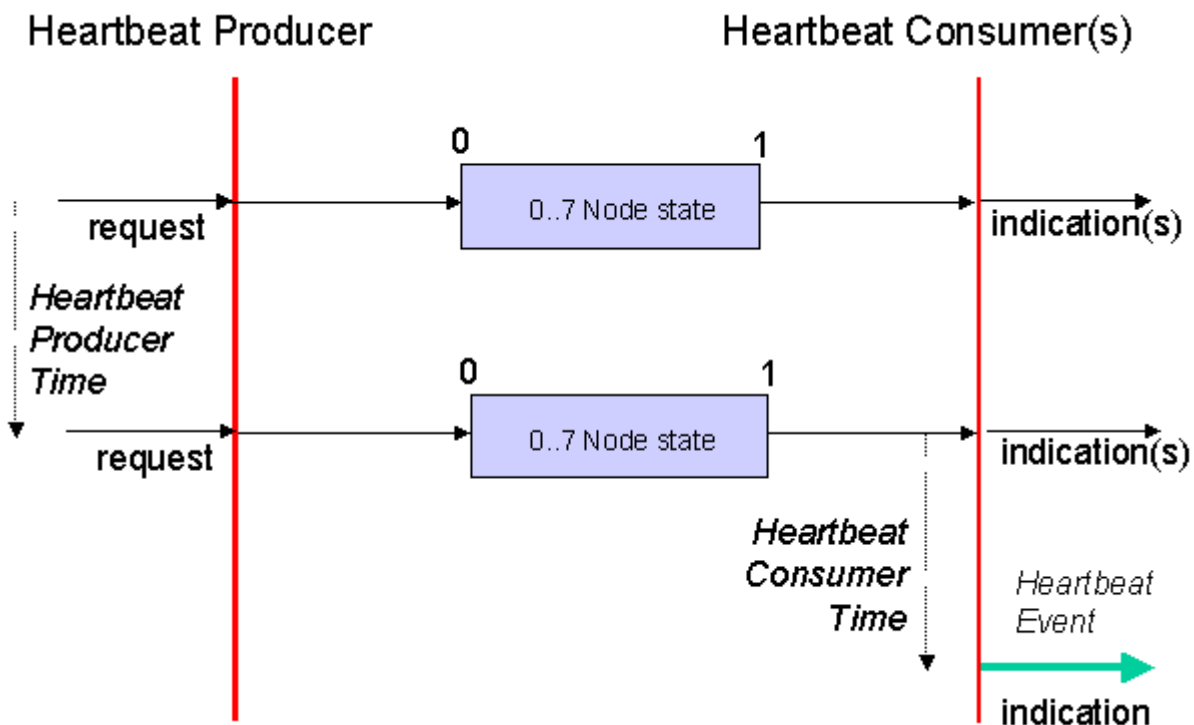 Heartbeat Producer
Heartbeat Consumer(s)
0
1
0..7 Node state
request
indication(s)
Heartbeat
Producer
Time
0
1
0..7 Node state
request
indication(s)
Heartbeat
Consumer
Time
Heartbeat
Event
indication